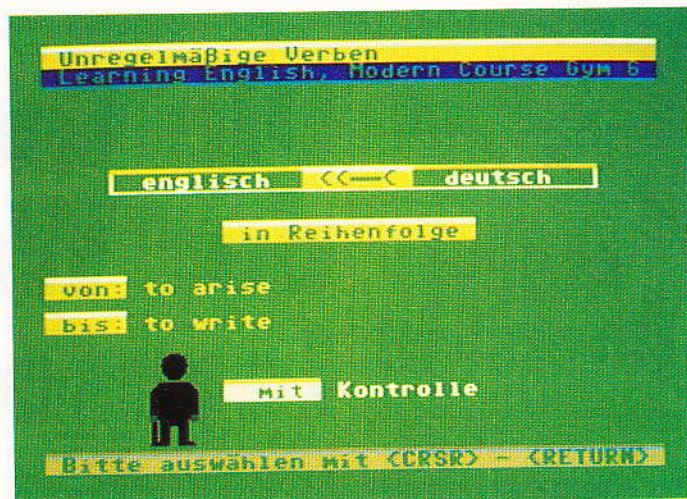 Unregelmäßige Verben
Learning English, Modern Course Gym 6
englisch <<—< deutsch
in Reihenfolge
von: to arise
bis: to write
mit Kontrolle
Bitte auswählen mit <CRSR> - <RETURN>